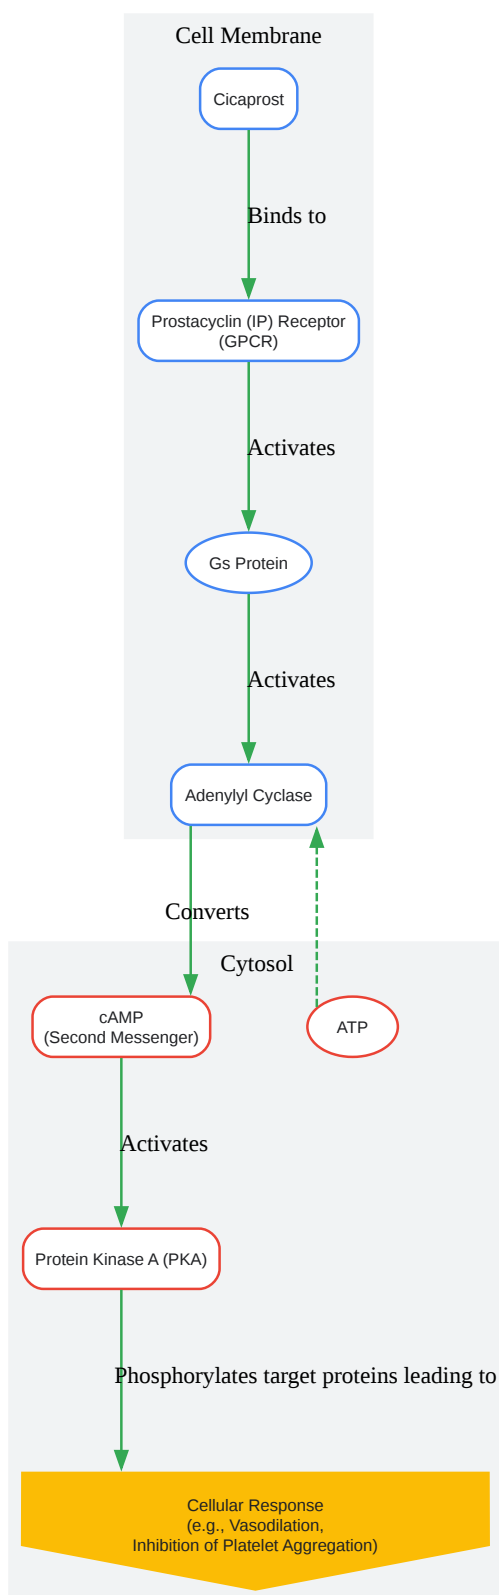 Cell Membrane
Cicaprost
Binds to
Prostacyclin (IP) Receptor
(GPCR)
Activates
Gs Protein
Activates
Adenylyl Cyclase
Converts
Cytosol
cAMP
(Second Messenger)
ATP
Activates
Protein Kinase A (PKA)
Phosphorylates target proteins leading to
Cellular Response
(e.g., Vasodilation,
Inhibition of Platelet Aggregation)